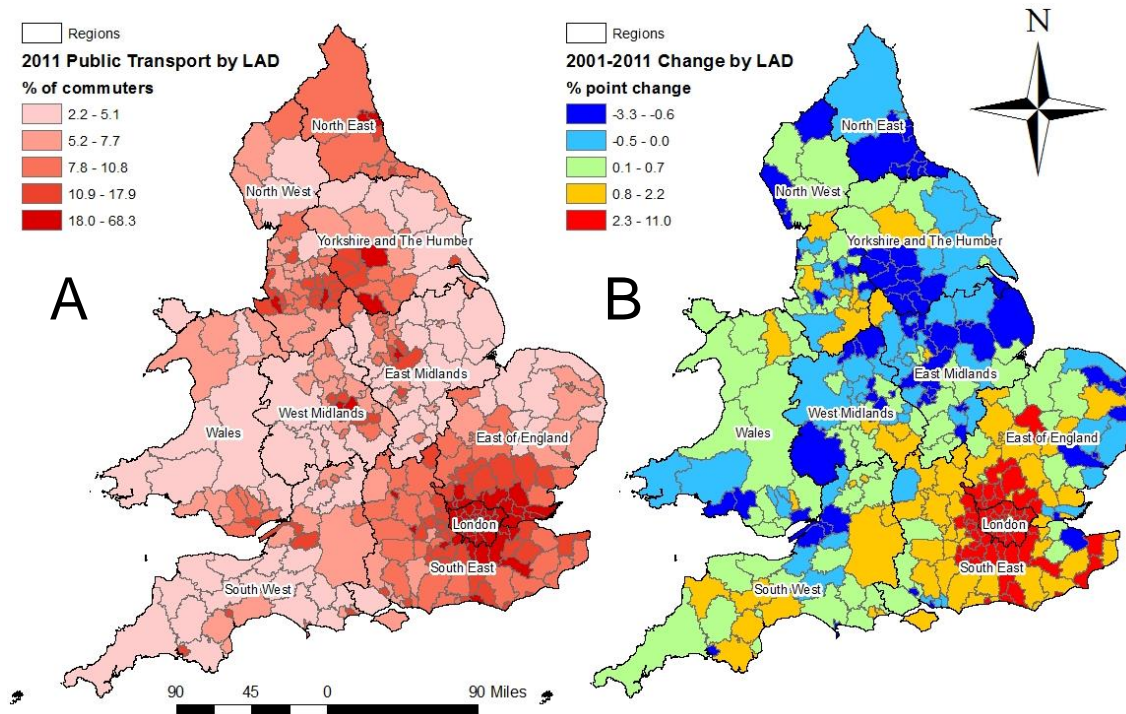 Regions
2011 Public Transport by LAD
% of commuters
2.2 - 5.1
5.2 - 7.7
7.8 - 10.8
10.9 - 17.9
18.0 - 68.3
North East
North West
Yorkshire and The Humber
A
East Midlands
West Midlands
Wales
East of England
London
South East
South West
90 45 0 90 Miles
Regions
2001-2011 Change by LAD
% point change
-3.3 - -0.6
-0.5 - 0.0
0.1 - 0.7
0.8 - 2.2
2.3 - 11.0
N
North East
North West
Yorkshire and The Humber
B
East Midlands
West Midlands
Wales
East of England
London
South East
South West